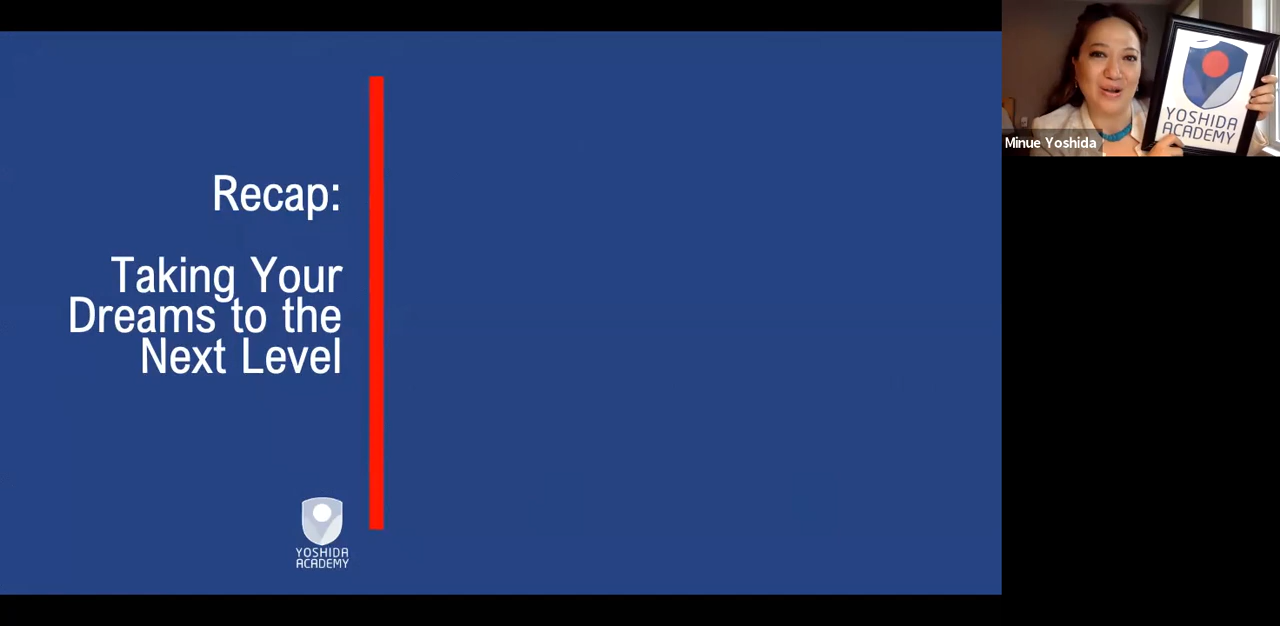 Recap:
Taking Your
Dreams to the
Next Level
YOSHIDA
ACADEMY
YOSHIDA
ACADEMY
Minue Yoshida